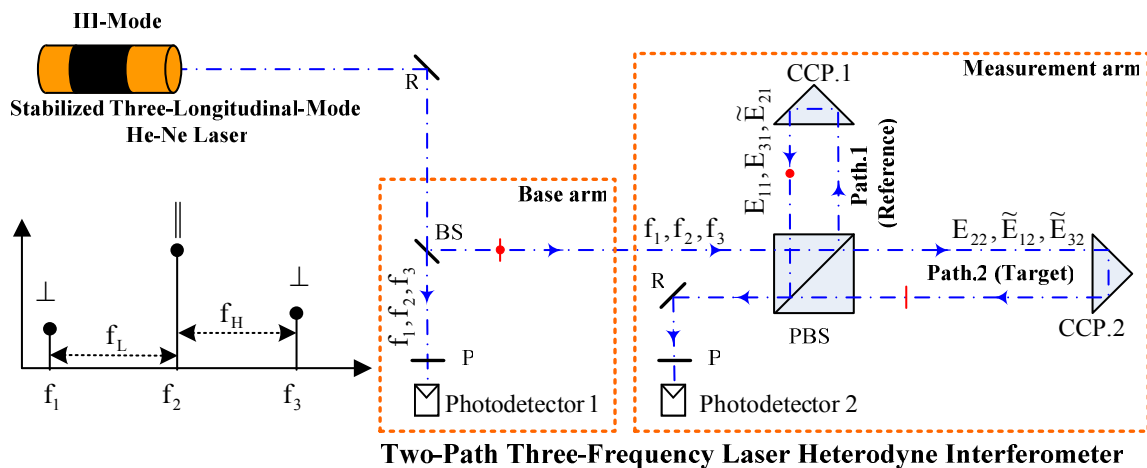 III-Mode
Stabilized Three-Longitudinal-Mode
He-Ne Laser
R
Base arm
BS
f₁, f₂, f₃
P
Photodetector 1
Measurement arm
CCP.1
E₁₁, E₃₁, Ẽ₂₁
Path.1
(Reference)
f₁, f₂, f₃
E₂₂, Ẽ₁₂, Ẽ₃₂
Path.2 (Target)
CCP.2
PBS
R
P
Photodetector 2
⊥
||
⊥
f_L
f_H
f₁
f₂
f₃
Two-Path Three-Frequency Laser Heterodyne Interferometer